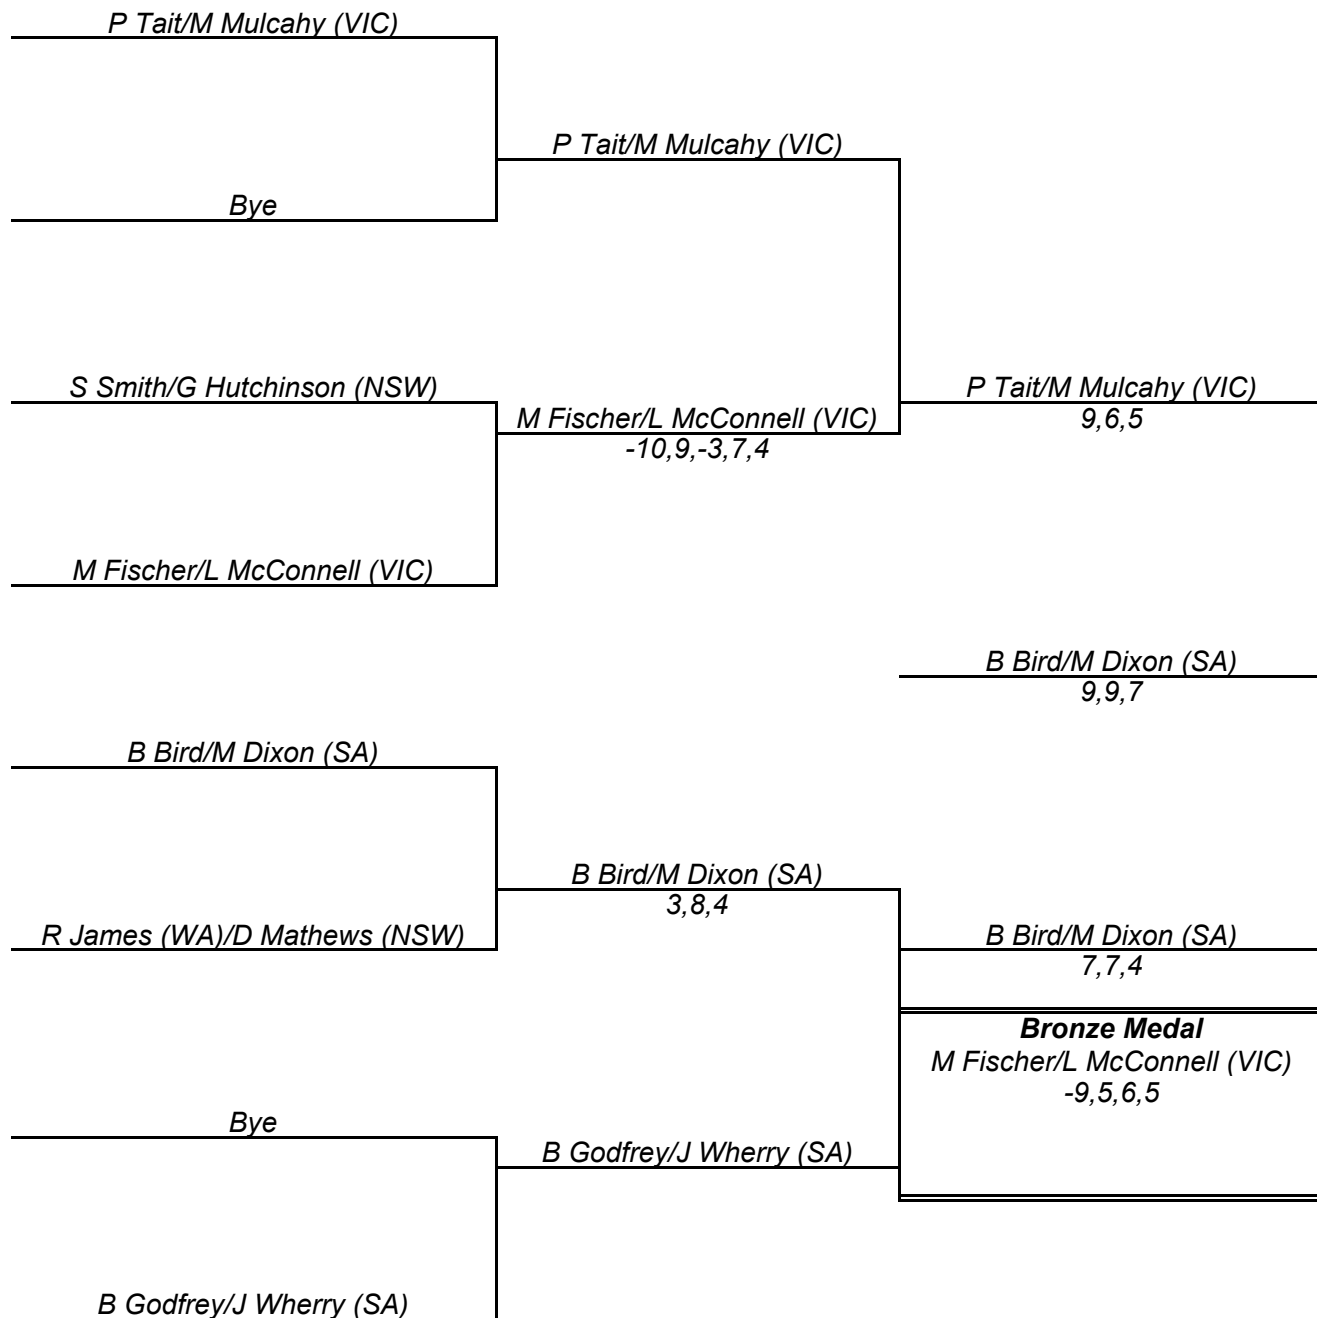 P Tait/M Mulcahy (VIC)
P Tait/M Mulcahy (VIC)
Bye
S Smith/G Hutchinson (NSW)
P Tait/M Mulcahy (VIC)
M Fischer/L McConnell (VIC)
9,6,5
-10,9,-3,7,4
M Fischer/L McConnell (VIC)
B Bird/M Dixon (SA)
9,9,7
B Bird/M Dixon (SA)
B Bird/M Dixon (SA)
3,8,4
R James (WA)/D Mathews (NSW)
B Bird/M Dixon (SA)
7,7,4
Bronze Medal
M Fischer/L McConnell (VIC)
-9,5,6,5
Bye
B Godfrey/J Wherry (SA)
B Godfrey/J Wherry (SA)